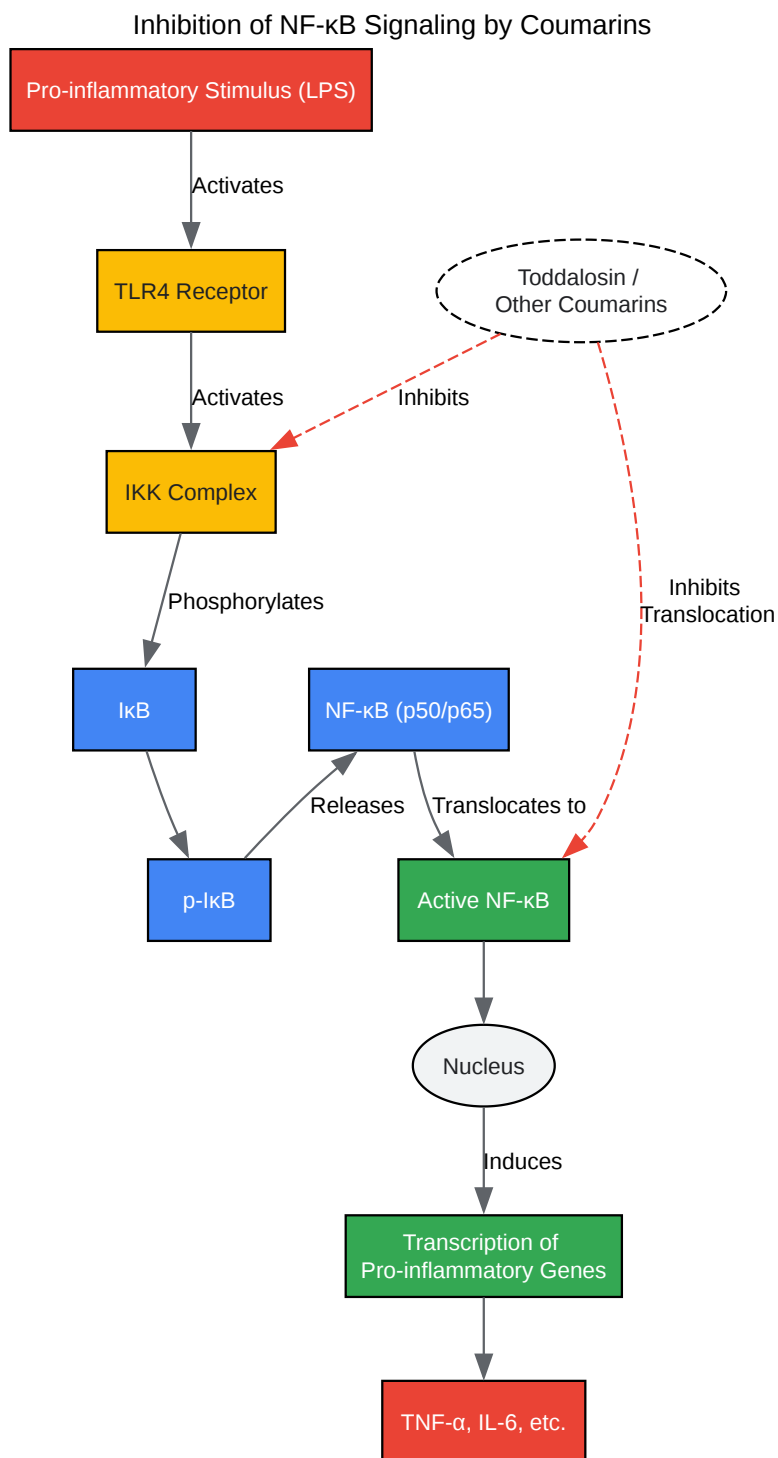 Inhibition of NF-κB Signaling by Coumarins
Pro-inflammatory Stimulus (LPS)
Activates
TLR4 Receptor
Toddalosin /
Other Coumarins
Activates
Inhibits
IKK Complex
Phosphorylates
Inhibits
Translocation
IκB
NF-κB (p50/p65)
Releases
Translocates to
p-IκB
Active NF-κB
Nucleus
Induces
Transcription of
Pro-inflammatory Genes
TNF-α, IL-6, etc.